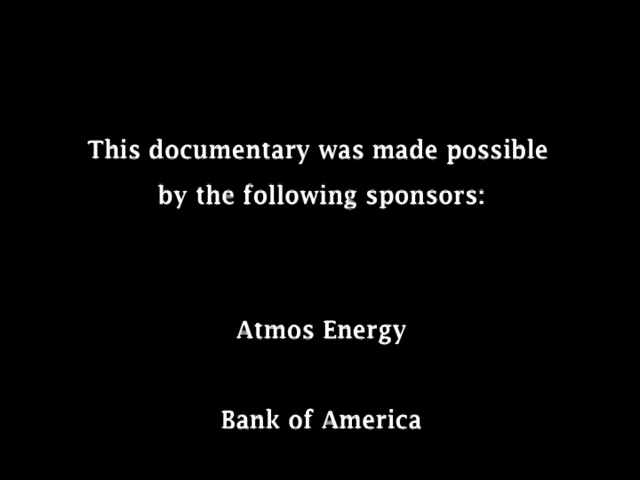 This documentary was made possible
by the following sponsors:
Atmos Energy
Bank of America